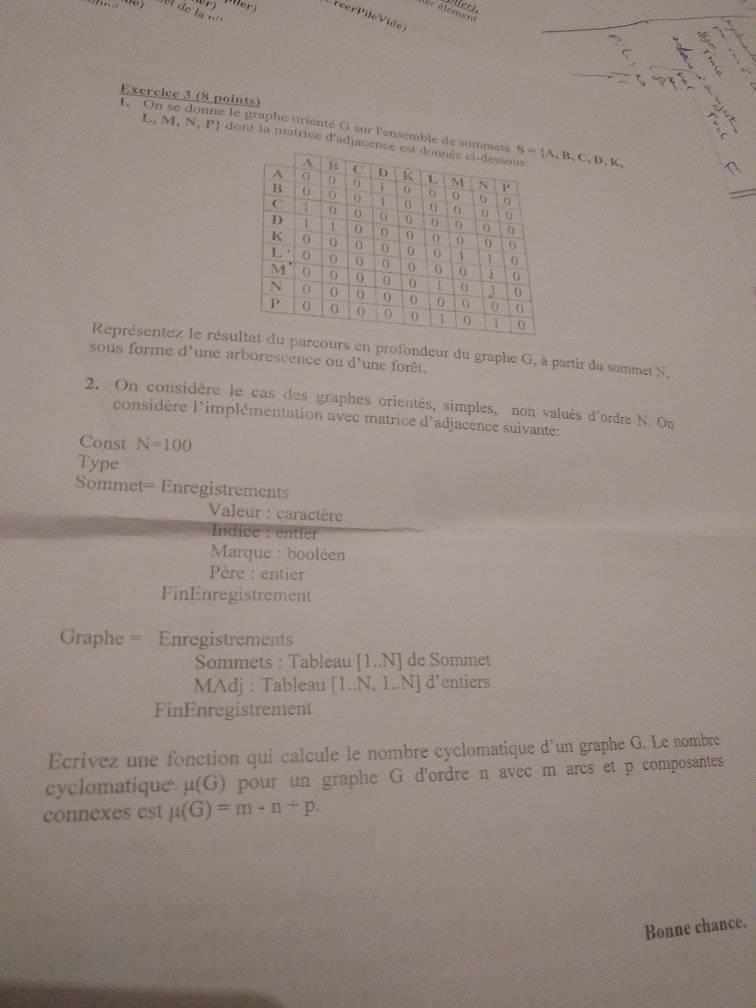 reerPileVide)
er élément
Exercice 3 (8 points)
1. On se donne le graphe orienté G sur l'ensemble de sommets S = {A, B, C, D, K,
L, M, N, P} dont la matrice d'adjacence est donnée ci-dessous:
A B C D K L M N P
A 0 0 0 1 0 0 0 0 0
B 0 0 0 1 0 0 0 0 0
C 1 0 0 0 0 0 0 0 0
D 1 1 0 0 0 0 0 0 0
K 0 0 0 0 0 0 1 1 0
L 0 0 0 0 0 0 0 1 0
M 0 0 0 0 0 1 0 1 0
N 0 0 0 0 0 0 0 0 0
P 0 0 0 0 0 1 0 1 0
Représentez le résultat du parcours en profondeur du graphe G, à partir du sommet N,
sous forme d'une arborescence ou d'une forêt.
2. On considère le cas des graphes orientés, simples, non valués d'ordre N. On
considère l'implémentation avec matrice d'adjacence suivante:
Const N=100
Type
Sommet= Enregistrements
Valeur : caractère
Indice : entier
Marque : booléen
Père : entier
FinEnregistrement
Graphe = Enregistrements
Sommets : Tableau [1..N] de Sommet
MAdj : Tableau [1..N, 1..N] d'entiers
FinEnregistrement
Ecrivez une fonction qui calcule le nombre cyclomatique d'un graphe G. Le nombre
cyclomatique μ(G) pour un graphe G d'ordre n avec m arcs et p composantes
connexes est μ(G) = m - n + p.
Bonne chance.